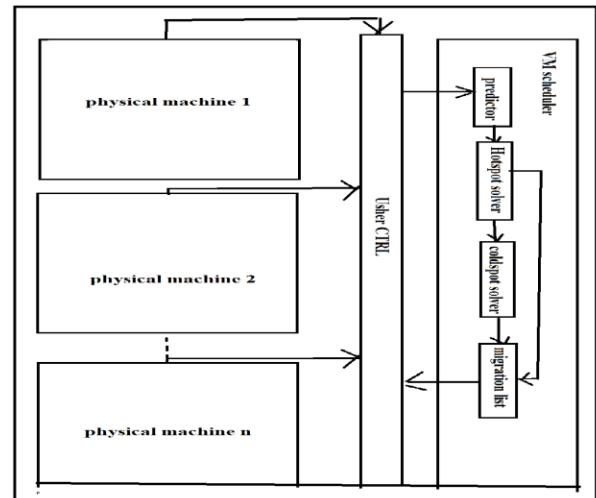 physical machine 1
physical machine 2
physical machine n
Usher CTRL
VM scheduler
predictor
Hotspot solver
coldspot solver
migration list